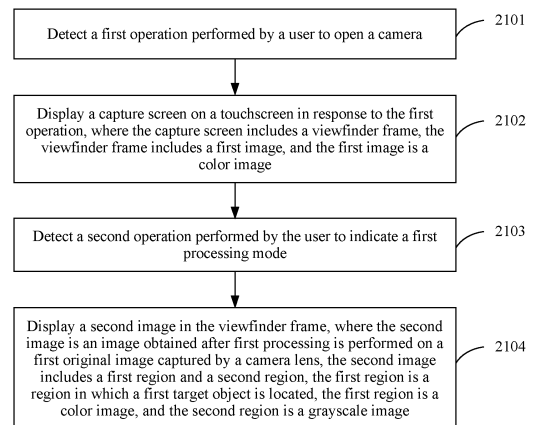 Detect a first operation performed by a user to open a camera
2101
Display a capture screen on a touchscreen in response to the first
operation, where the capture screen includes a viewfinder frame, the
viewfinder frame includes a first image, and the first image is a
color image
2102
Detect a second operation performed by the user to indicate a first
processing mode
2103
Display a second image in the viewfinder frame, where the second
image is an image obtained after first processing is performed on a
first original image captured by a camera lens, the second image
includes a first region and a second region, the first region is a
region in which a first target object is located, the first region is a
color image, and the second region is a grayscale image
2104